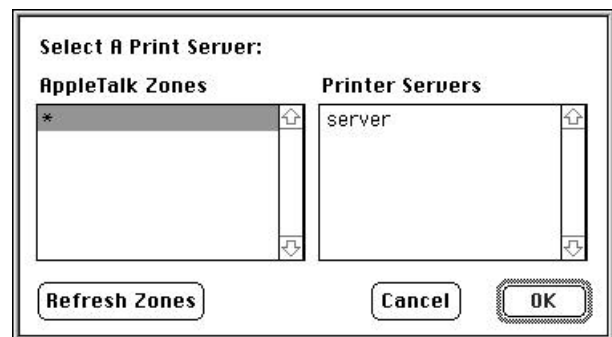 Select A Print Server:
AppleTalk Zones
Printer Servers
*
server
Refresh Zones
Cancel
OK